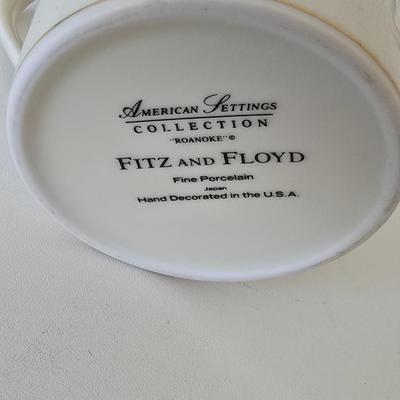 AMERICAN SETTINGS
COLLECTION
"ROANOKE"©
FITZ AND FLOYD
Fine Porcelain
Japan
Hand Decorated in the U.S.A.